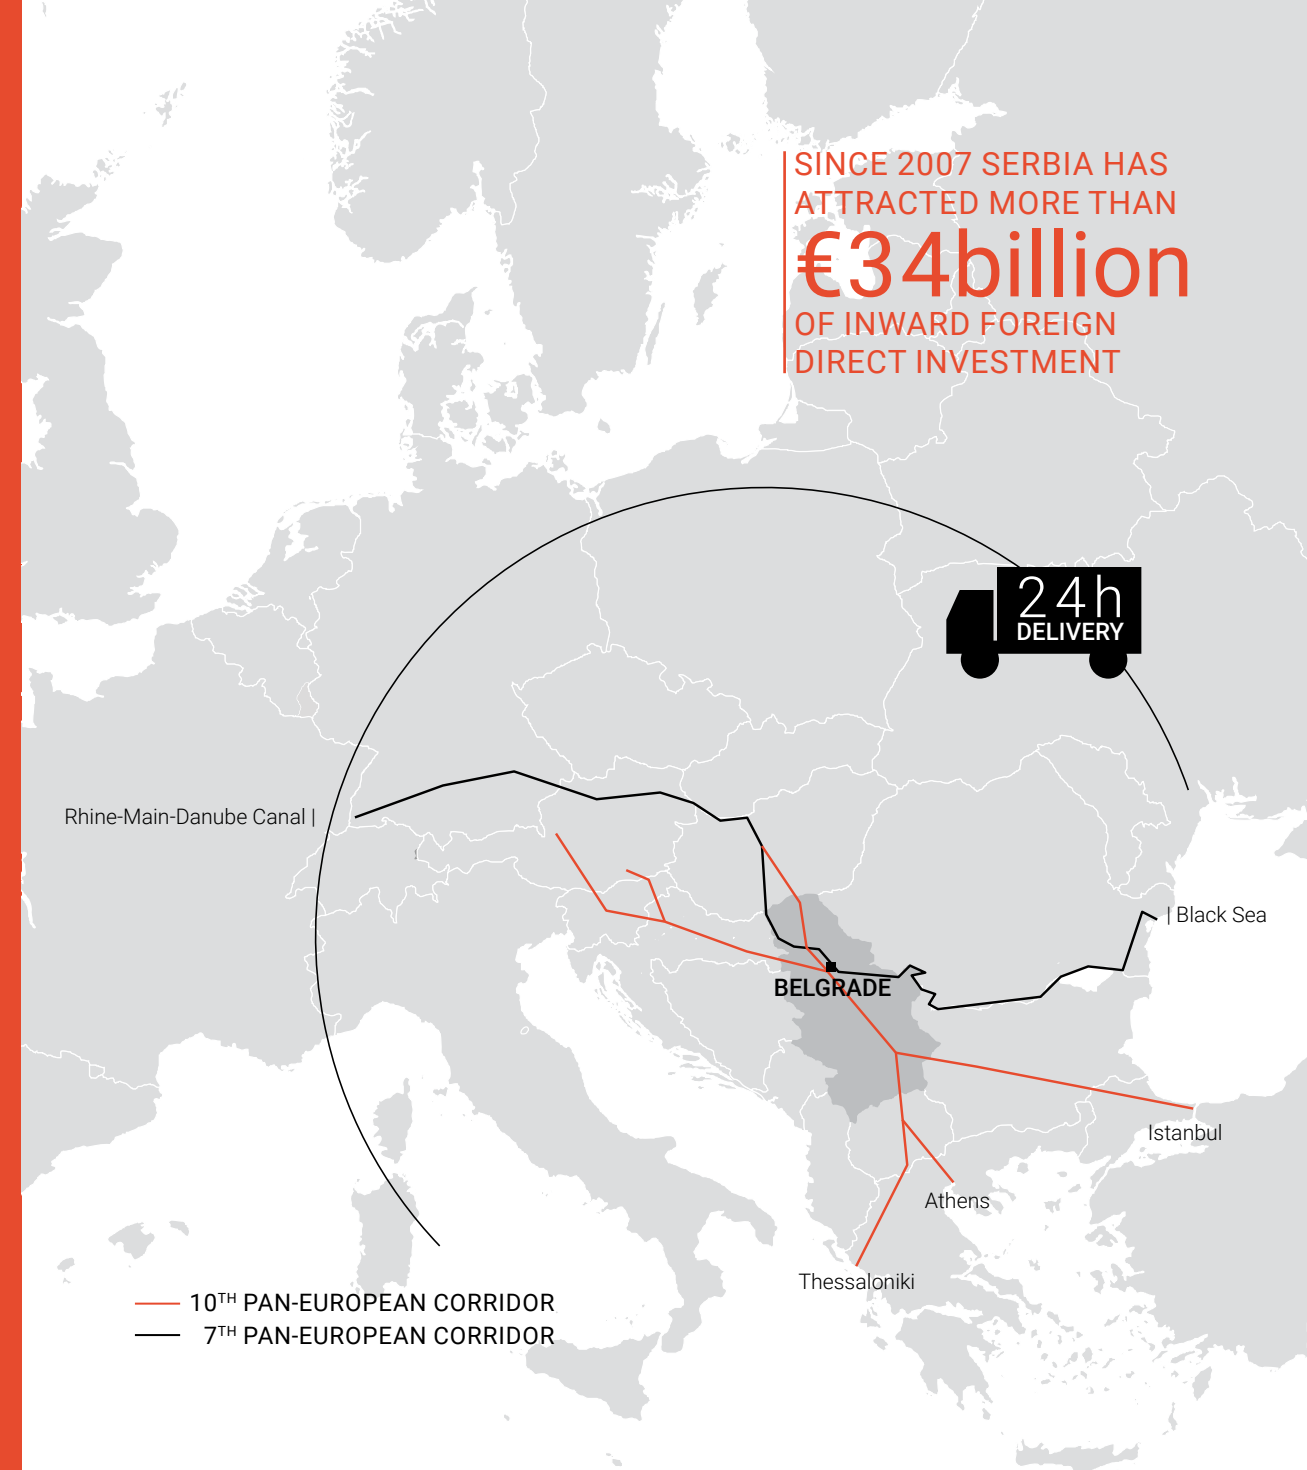 SINCE 2007 SERBIA HAS
ATTRACTED MORE THAN
€34billion
OF INWARD FOREIGN
DIRECT INVESTMENT
24h
DELIVERY
Rhine-Main-Danube Canal |
| Black Sea
BELGRADE
Istanbul
Athens
Thessaloniki
10TH PAN-EUROPEAN CORRIDOR
7TH PAN-EUROPEAN CORRIDOR